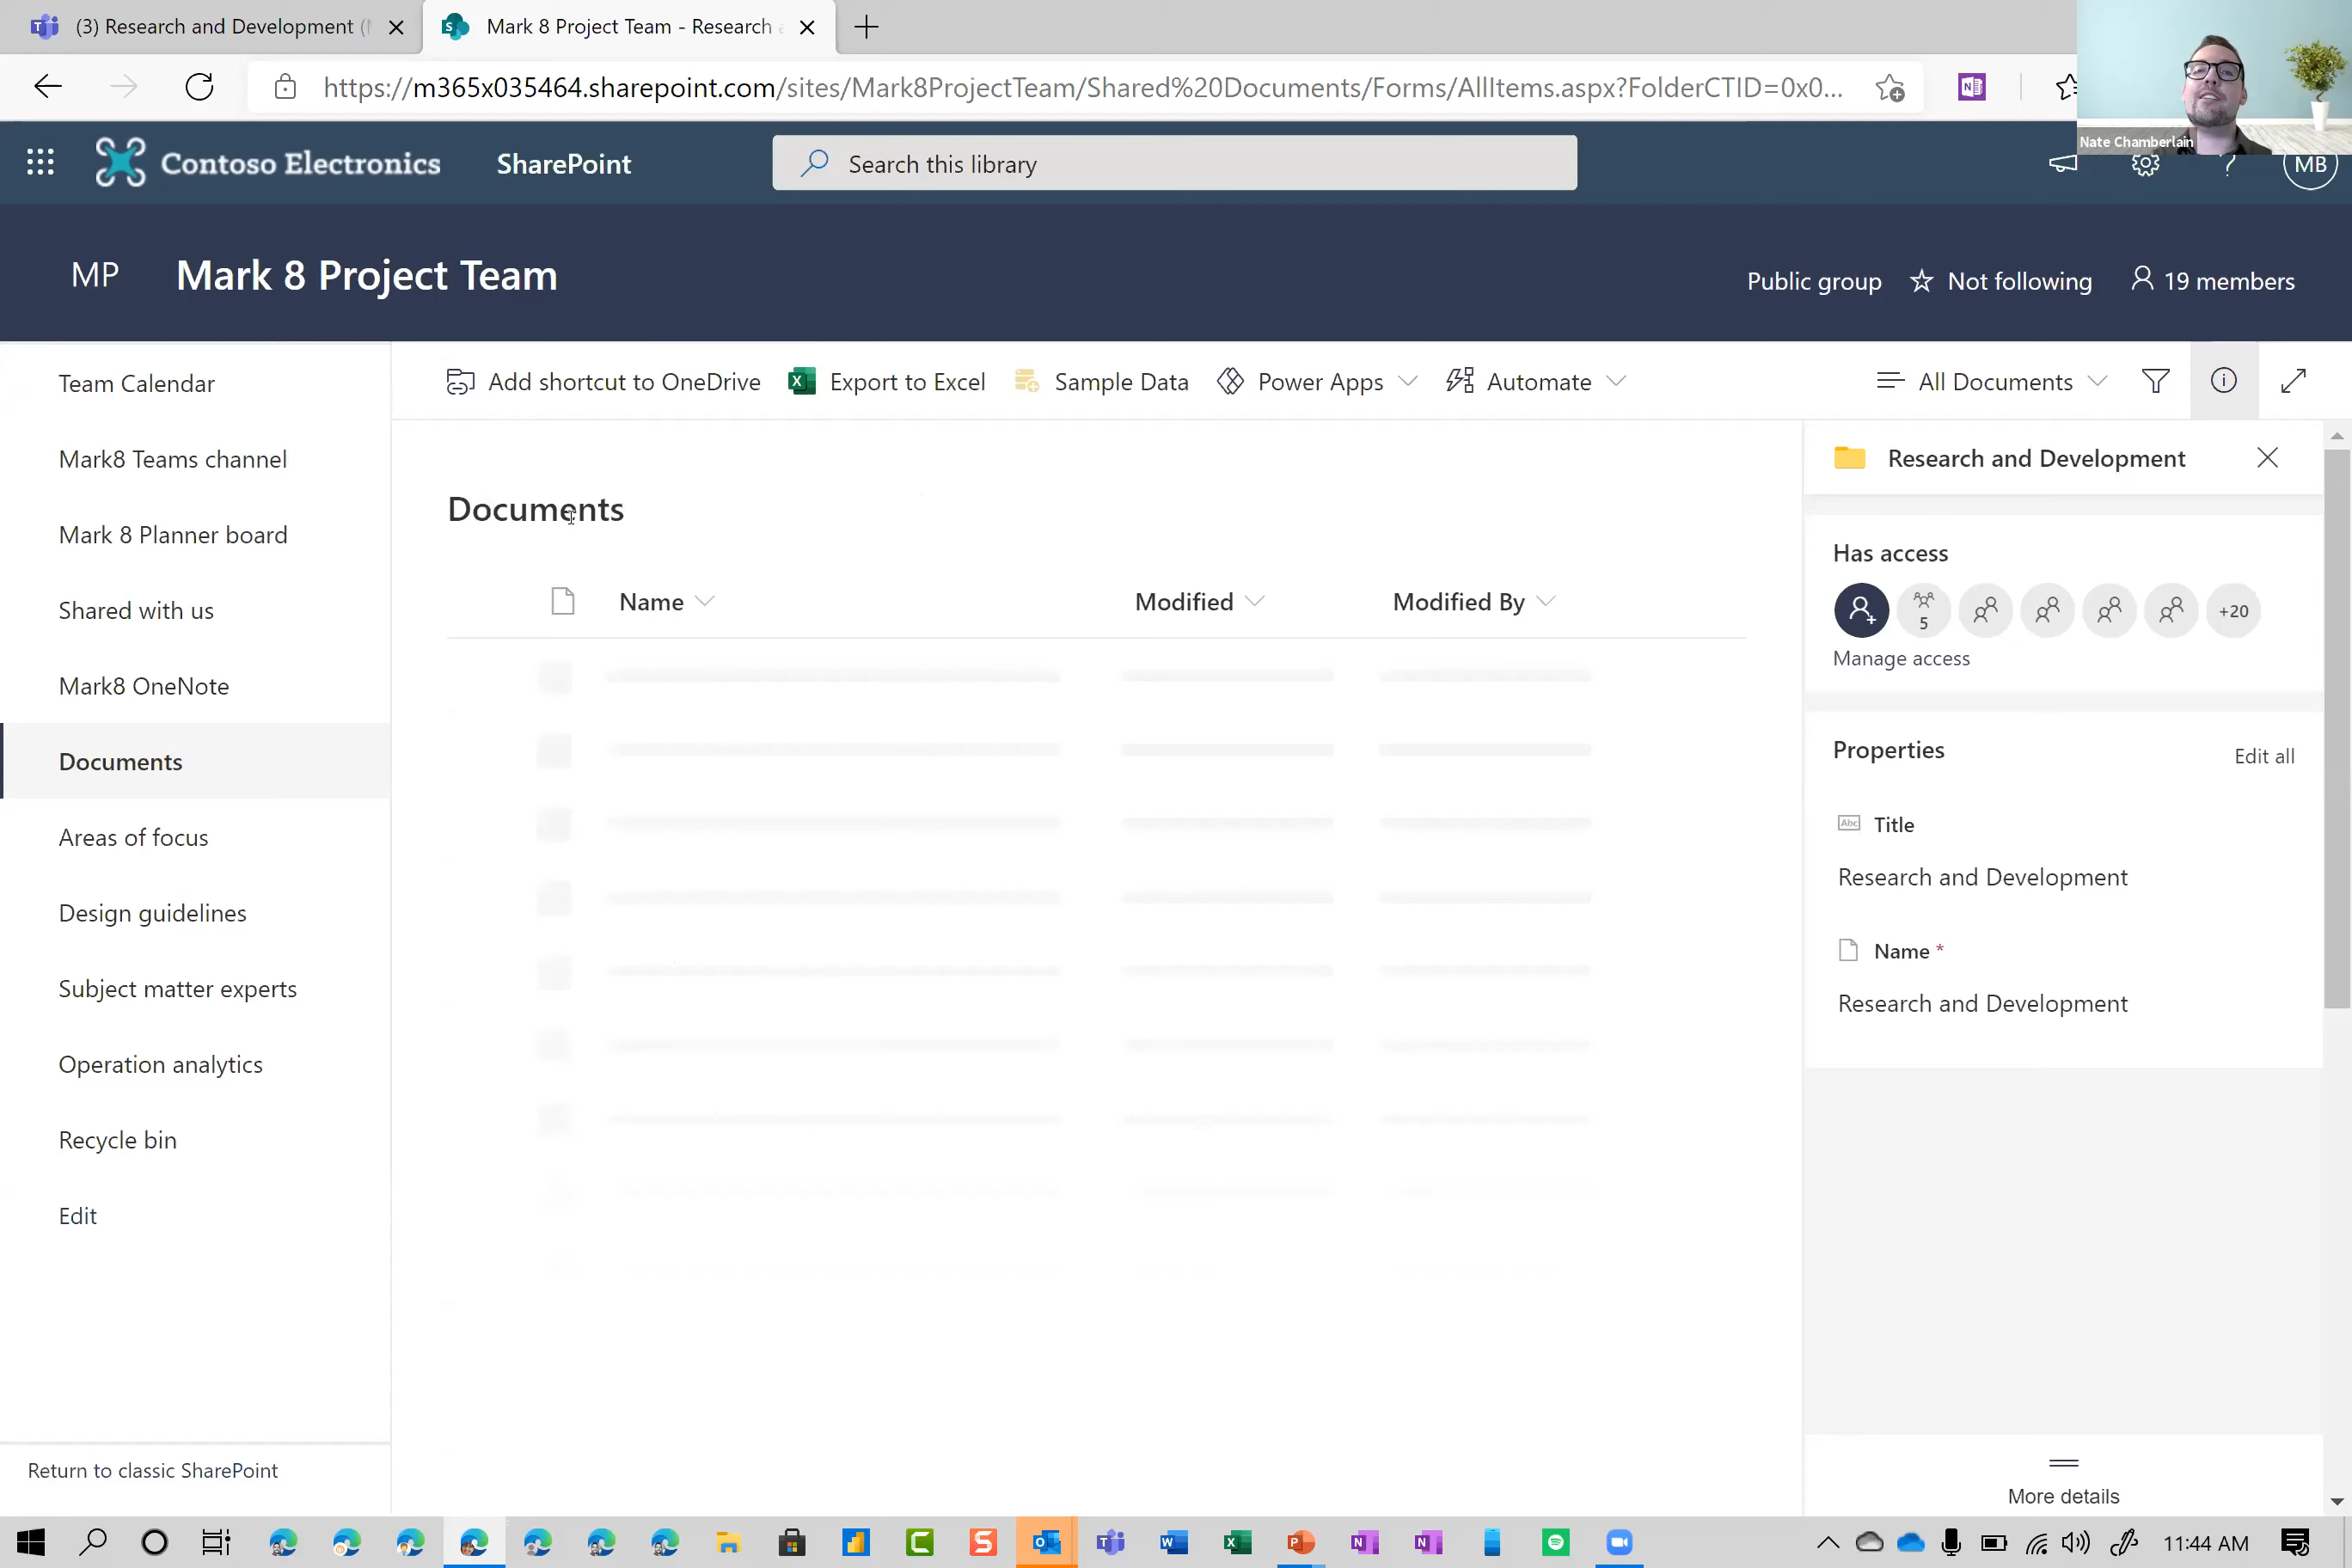 (3) Research and Development (
Mark 8 Project Team - Research
https://m365x035464.sharepoint.com/sites/Mark8ProjectTeam/Shared%20Documents/Forms/AllItems.aspx?FolderCTID=0x0...
Nate Chamberlain
Contoso Electronics
SharePoint
Search this library
?
MB
MP
Mark 8 Project Team
Public group
Not following
19 members
Team Calendar
Mark8 Teams channel
Mark 8 Planner board
Shared with us
Mark8 OneNote
Documents
Areas of focus
Design guidelines
Subject matter experts
Operation analytics
Recycle bin
Edit
Return to classic SharePoint
Add shortcut to OneDrive
Export to Excel
Sample Data
Power Apps
Automate
All Documents
Documents
Name
Modified
Modified By
Research and Development
Has access
5
+20
Manage access
Properties
Edit all
Abc
Title
Research and Development
Name *
Research and Development
More details
11:44 AM